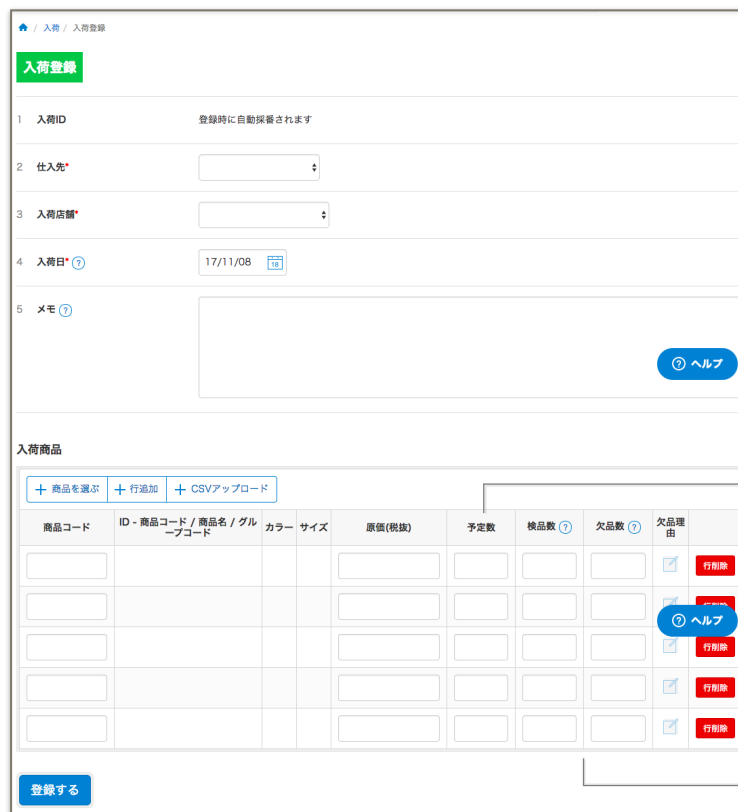 / 入荷 / 入荷登録
入荷登録
1 入荷ID 登録時に自動採番されます
2 仕入先*
3 入荷店舗*
4 入荷日* ? 17/11/08 18
5 メモ ?
? ヘルプ
入荷商品
+ 商品を選ぶ + 行追加 + CSVアップロード
商品コード ID - 商品コード / 商品名 / グル カラー サイズ 原価(税抜) 予定数 検品数 ? 欠品数 ? 欠品理
ープコード 由
行削除
? ヘルプ
行削除
行削除
行削除
登録する